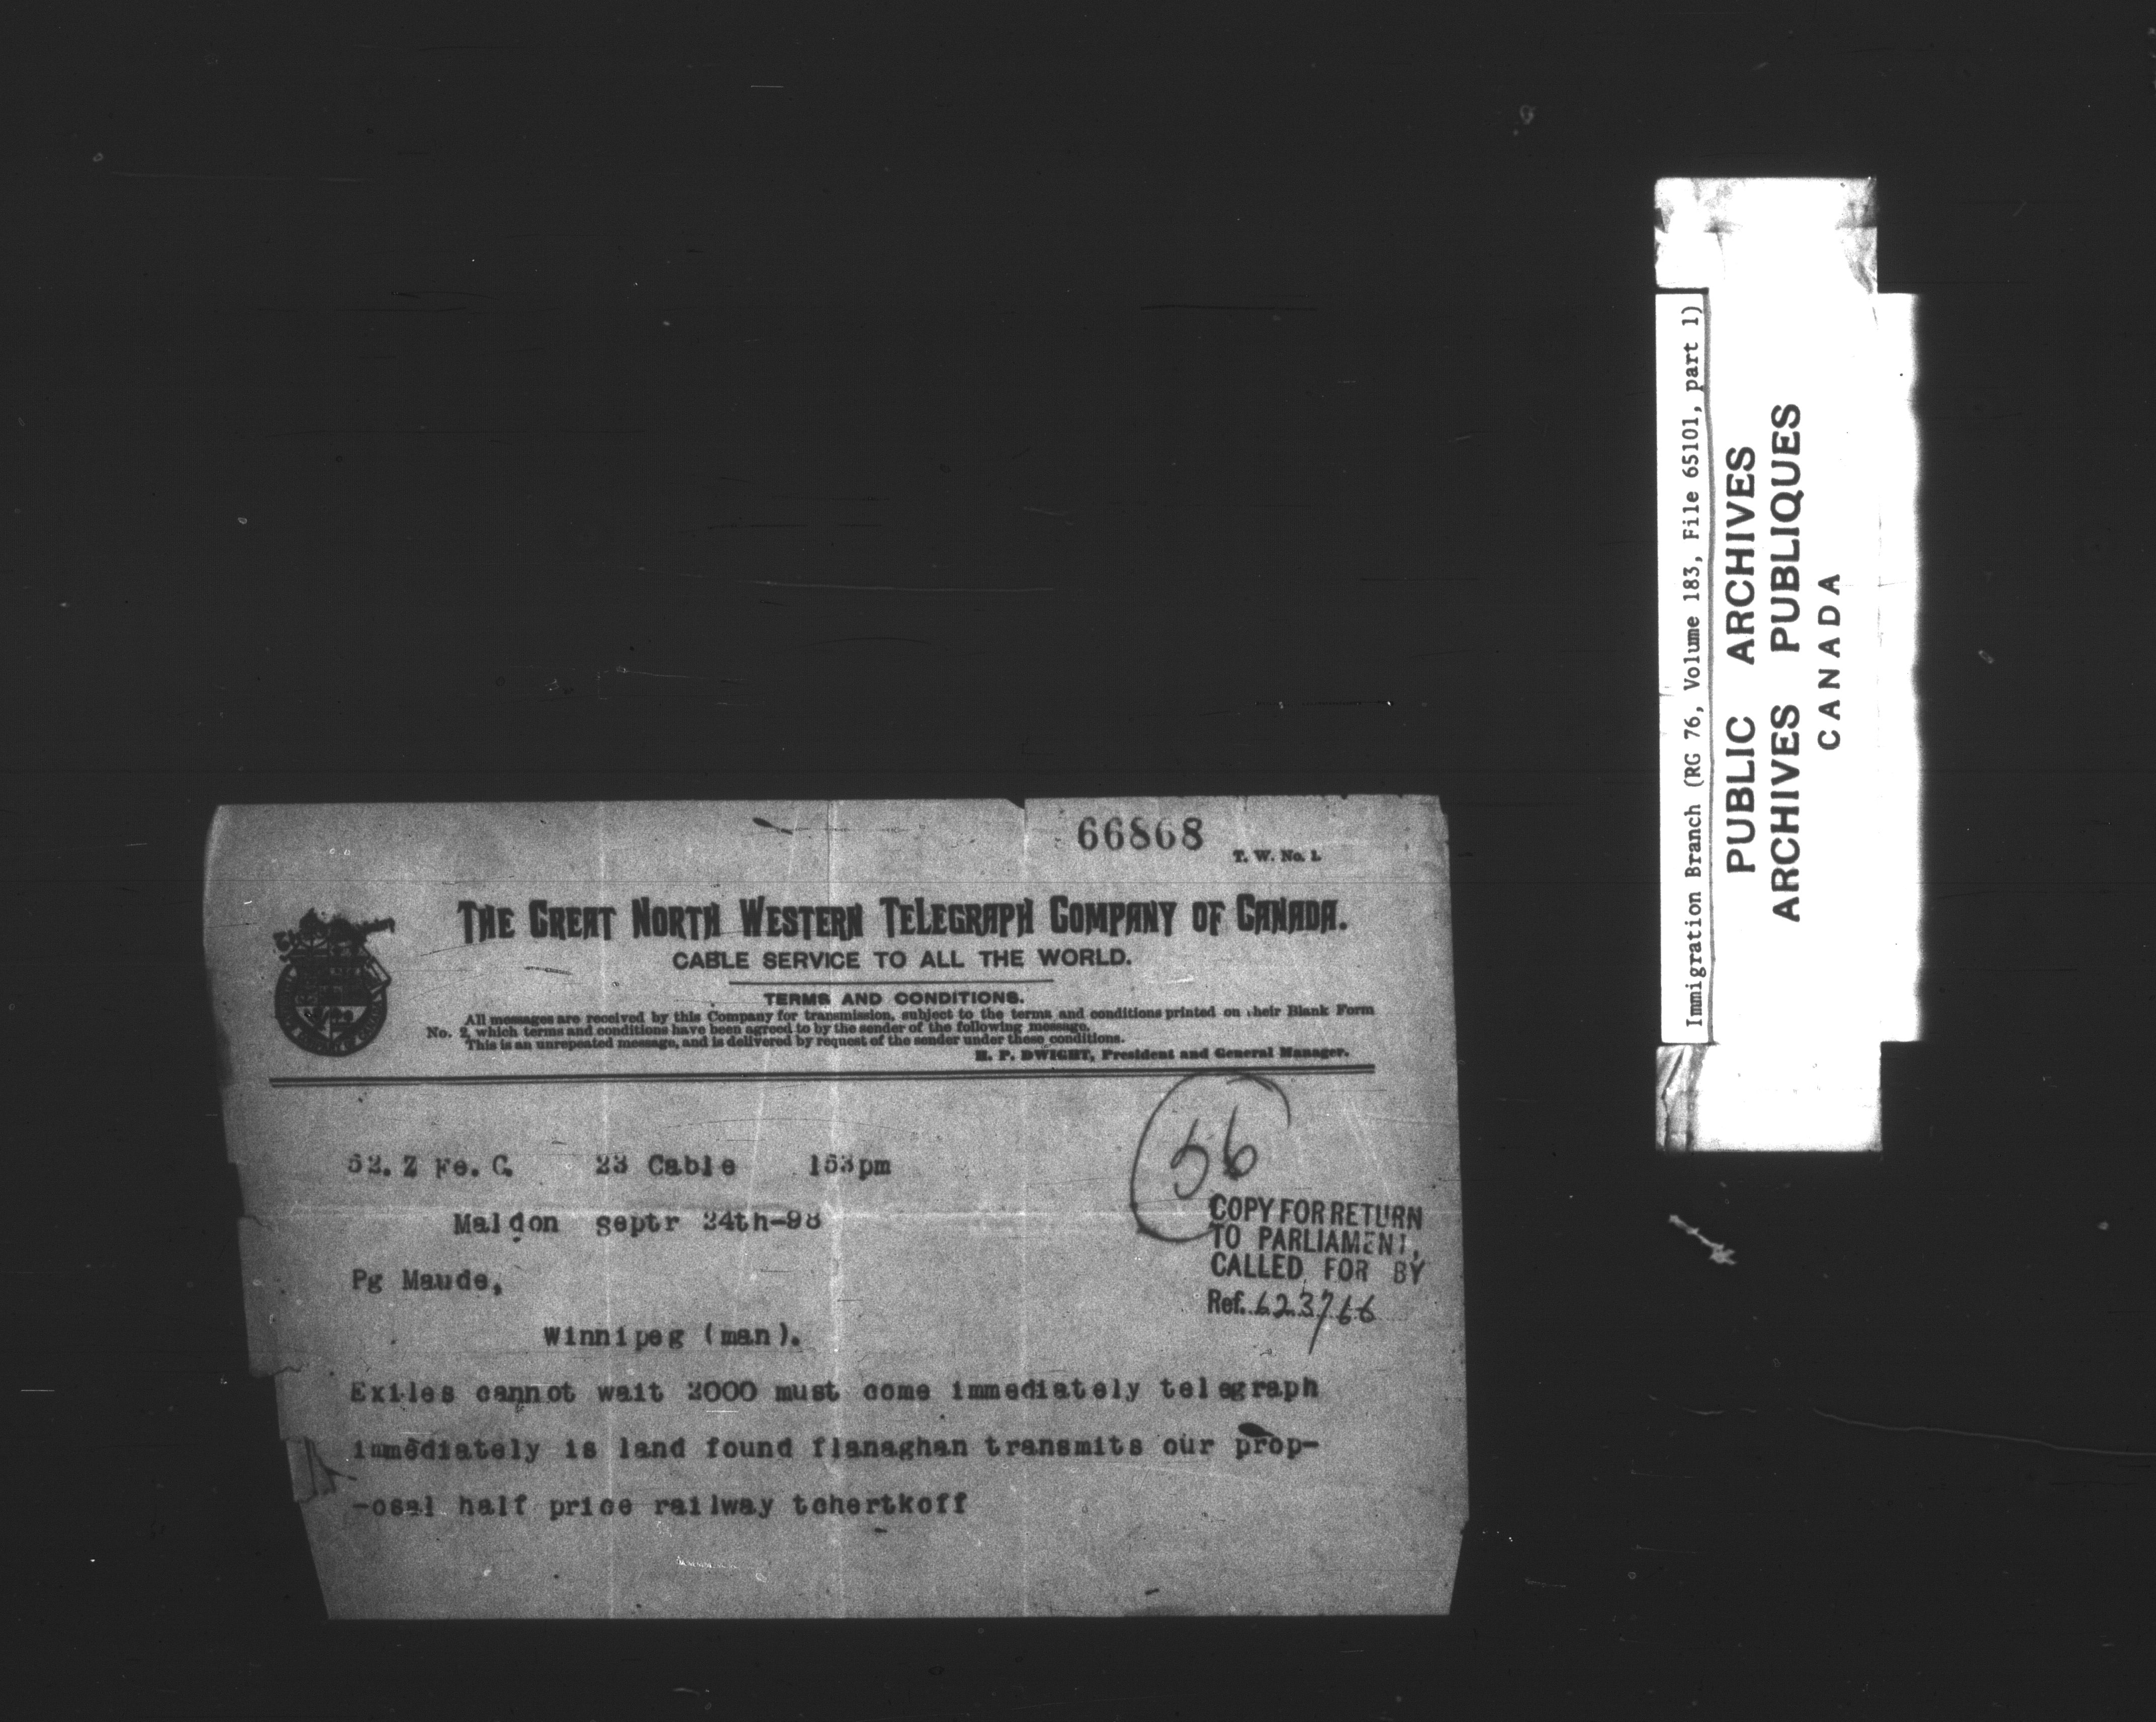 66868
T. W. No. 1.
THE GREAT NORTH WESTERN TELEGRAPH COMPANY OF CANADA.
CABLE SERVICE TO ALL THE WORLD.
TERMS AND CONDITIONS.
All messages are received by this Company for transmission, subject to the terms and conditions printed on their Blank Form
No. 2, which terms and conditions have been agreed to by the sender of the following message.
This is an unrepeated message, and is delivered by request of the sender under these conditions.
H. P. DWIGHT, President and General Manager.
56
52. Z Fe. C. 23 Cable 153pm
Maldon septr 24th-98
COPY FOR RETURN
TO PARLIAMENT,
CALLED FOR BY
Ref. 623766
Pg Maude,
Winnipeg (man).
Exiles cannot wait 2000 must come immediately telegraph
immediately is land found flanaghan transmits our prop-
-osal half price railway tchertkoff
Immigration Branch (RG 76, Volume 183, File 65101, part 1)
PUBLIC ARCHIVES
ARCHIVES PUBLIQUES
CANADA